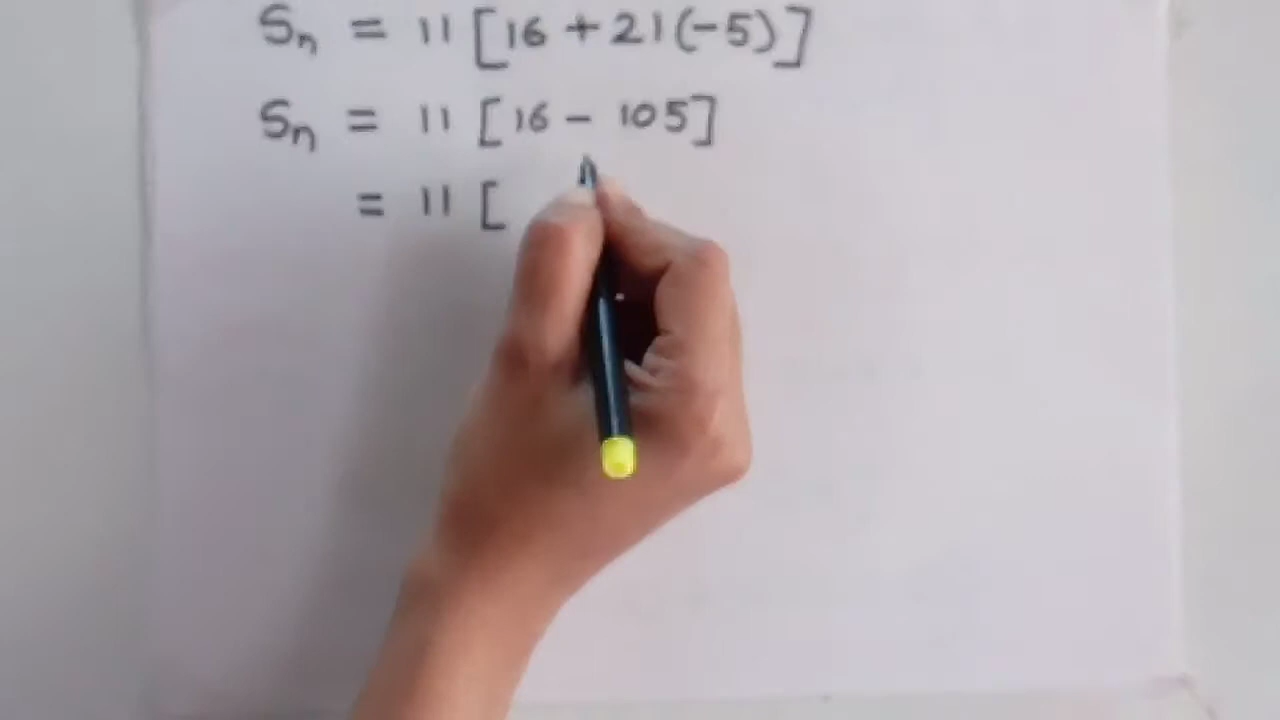 Sn = 11 [16 + 21(-5)]
Sn = 11 [16 - 105]
= 11 [